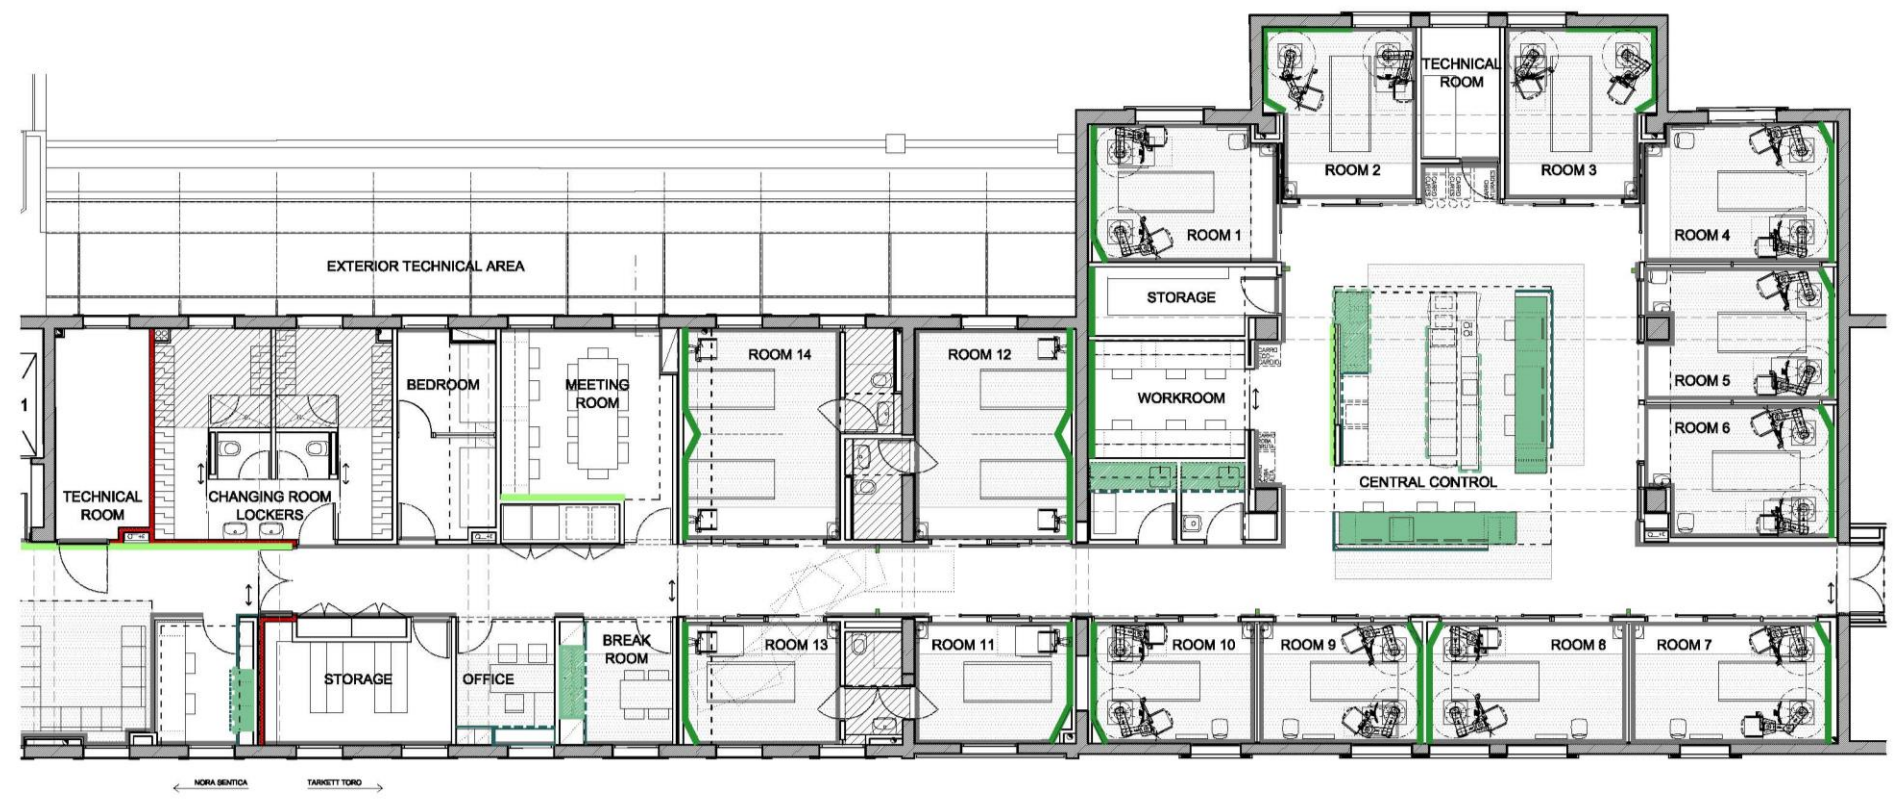 TECHNICAL
ROOM
ROOM 2
ROOM 3
ROOM 1
ROOM 4
EXTERIOR TECHNICAL AREA
STORAGE
ROOM 14
ROOM 12
ROOM 5
BEDROOM
MEETING
ROOM
1
WORKROOM
ROOM 6
TECHNICAL
ROOM
CHANGING ROOM
LOCKERS
CENTRAL CONTROL
BREAK
ROOM
ROOM 13
ROOM 11
ROOM 10
ROOM 9
ROOM 8
ROOM 7
STORAGE
OFFICE
NORA SENTICA
TARKETT TORO